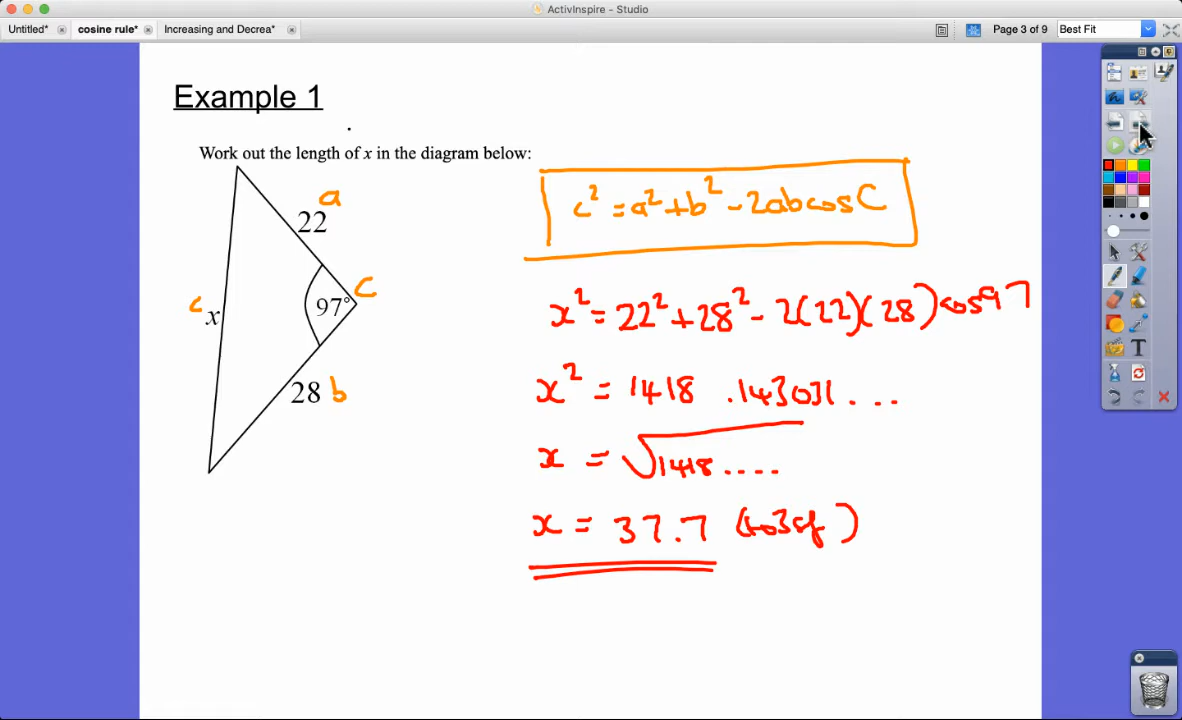 ActivInspire - Studio
Untitled*
cosine rule*
Increasing and Decrea*
Page 3 of 9
Best Fit
Example 1
Work out the length of x in the diagram below:
a
22
c
x
97°
C
28
b
c² = a² + b² - 2abcosC
x² = 22² + 28² - 2(22)(28)cos97
x² = 1418 .143031...
x = √1418....
x = 37.7 (to3sf)
T